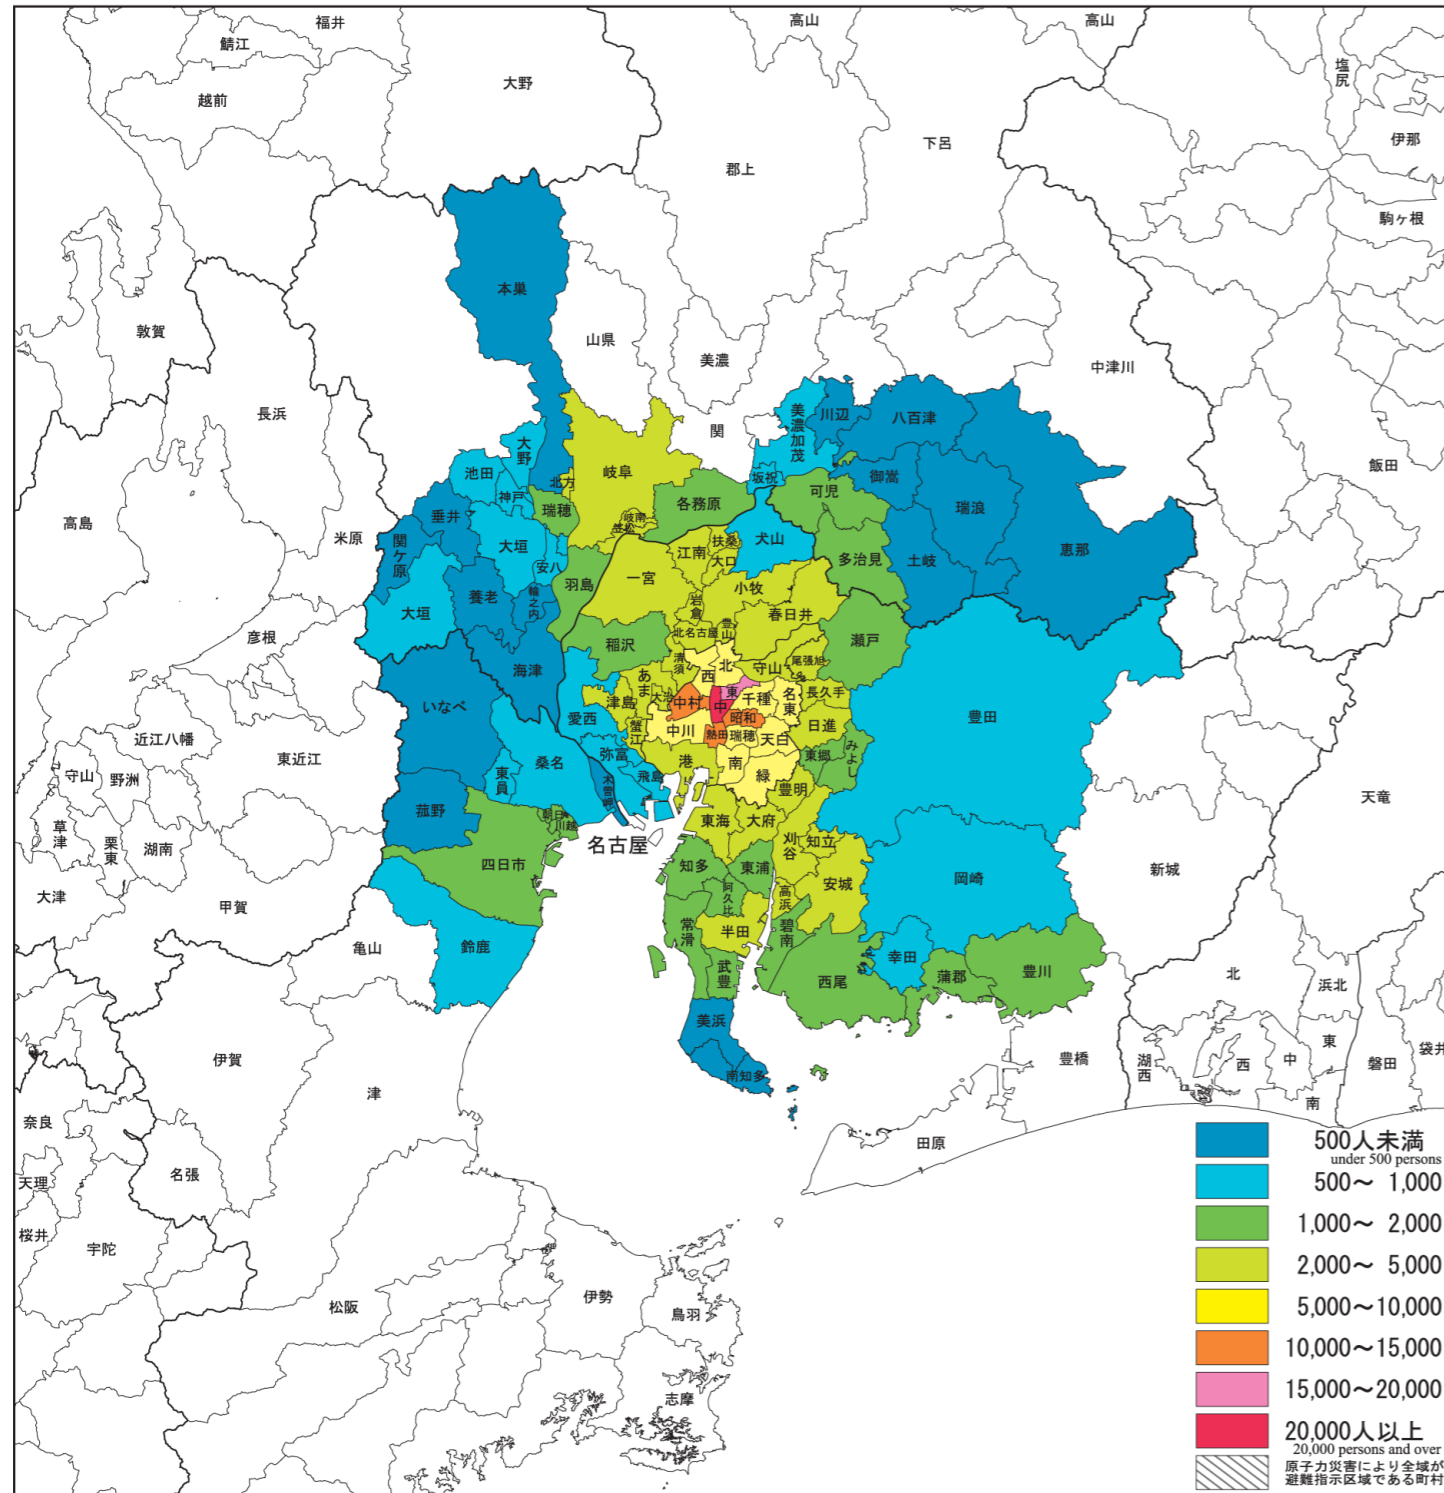 福井
高山
高山
鯖江
大野
塩尻
越前
下呂
伊那
郡上
駒ヶ根
本巣
敦賀
山県
美濃
中津川
長浜
美濃加茂
川辺
八百津
関
大野
池田
岐阜
飯田
坂祝
御嵩
北方
神戸
可児
各務原
瑞穂
瑞浪
高島
垂井
岐南
笠松
米原
関ケ原
大垣
扶桑
犬山
恵那
江南
大口
多治見
土岐
安八
一宮
羽島
小牧
養老
輪之内
岩倉
大垣
春日井
豊山
北名古屋
彦根
稲沢
瀬戸
清須
北
守山
尾張旭
海津
あま
西
東
津島
大治
中村
中
千種
名東
長久手
いなべ
愛西
昭和
豊田
蟹江
中川
熱田
瑞穂
天白
日進
近江八幡
東近江
弥富
南
東郷
みよし
桑名
港
守山
野洲
東員
木曽岬
飛島
緑
豊明
天竜
菰野
朝日
川越
東海
大府
草津
栗東
湖南
名古屋
刈谷
知立
四日市
知多
東浦
新城
大津
阿久比
高浜
安城
岡崎
甲賀
常滑
半田
碧南
亀山
鈴鹿
幸田
武豊
西尾
蒲郡
豊川
北
浜北
美浜
伊賀
豊橋
湖西
西
中
東
磐田
袋井
津
南知多
南
奈良
田原
名張
天理
桜井
宇陀
伊勢
松阪
鳥羽
志摩
500人未満
under 500 persons
500～ 1,000
1,000～ 2,000
2,000～ 5,000
5,000～10,000
10,000～15,000
15,000～20,000
20,000人以上
20,000 persons and over
原子力災害により全域が
避難指示区域である町村